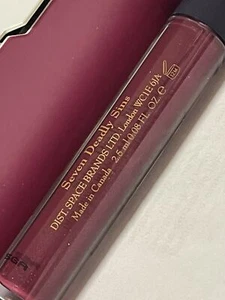 Seven Deadly Sins
DIST. SPACE BRANDS LTD, London WC1E 6JA
Made in Canada 2.5 ml/0.08 FL. OZ. ℮